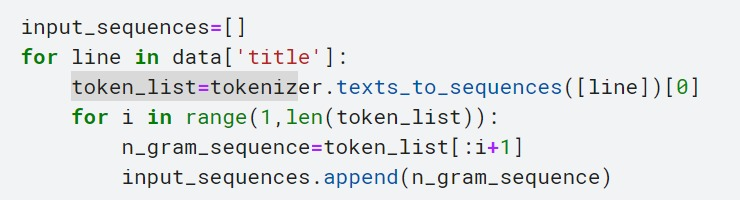 input_sequences=[]
for line in data['title']:
    token_list=tokenizer.texts_to_sequences([line])[0]
    for i in range(1,len(token_list)):
        n_gram_sequence=token_list[:i+1]
        input_sequences.append(n_gram_sequence)